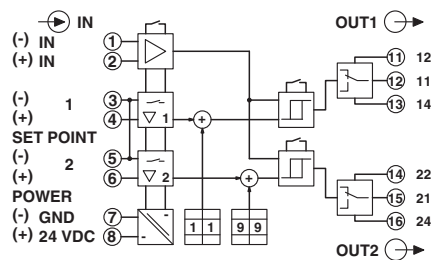 IN OUT1
(-) IN 1
(+) IN 2
11 12
12 11
13 14
(-) 1 3
(+) 4 1 +
SET POINT
(-) 5
(+) 2 6 2 +
POWER
(-) GND 7
(+) 24 VDC 8
1 1 9 9
- -
14 22
15 21
16 24
OUT2